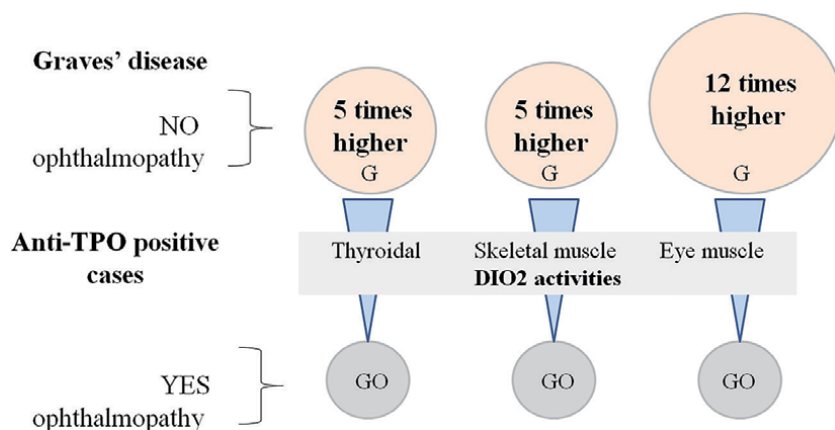 Graves’ disease
NO
ophthalmopathy
5 times
higher
G
5 times
higher
G
12 times
higher
G
Anti-TPO positive
cases
Thyroidal
Skeletal muscle
Eye muscle
DIO2 activities
YES
ophthalmopathy
GO
GO
GO